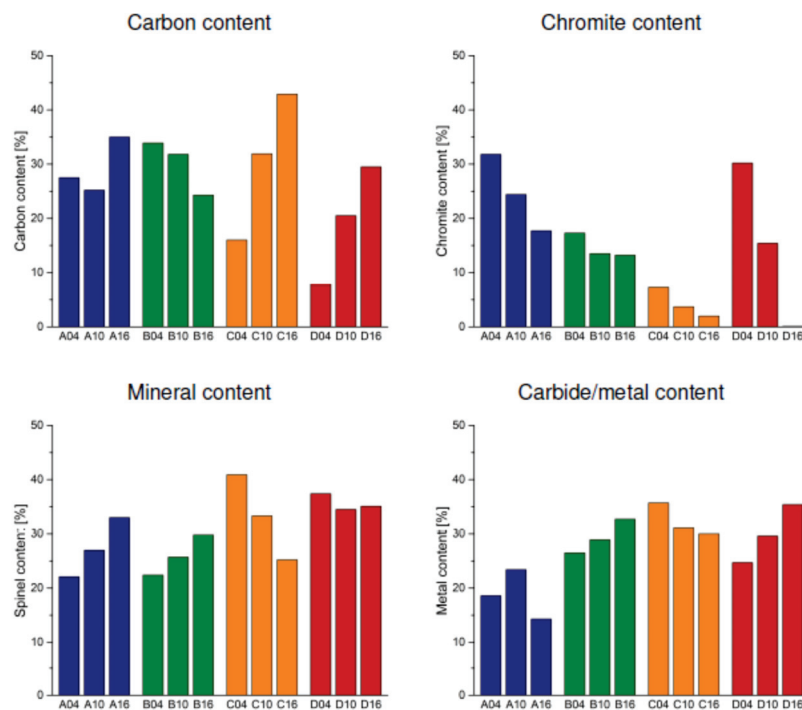 Carbon content
50
40
30
20
10
0
Carbon content [%]
A04 A10 A16 B04 B10 B16 C04 C10 C16 D04 D10 D16
Chromite content
50
40
30
20
10
0
Chromite content [%]
A04 A10 A16 B04 B10 B16 C04 C10 C16 D04 D10 D16
Mineral content
50
40
30
20
10
0
Spinel conten: [%]
A04 A10 A16 B04 B10 B16 C04 C10 C16 D04 D10 D16
Carbide/metal content
50
40
30
20
10
0
Metal content [%]
A04 A10 A16 B04 B10 B16 C04 C10 C16 D04 D10 D16